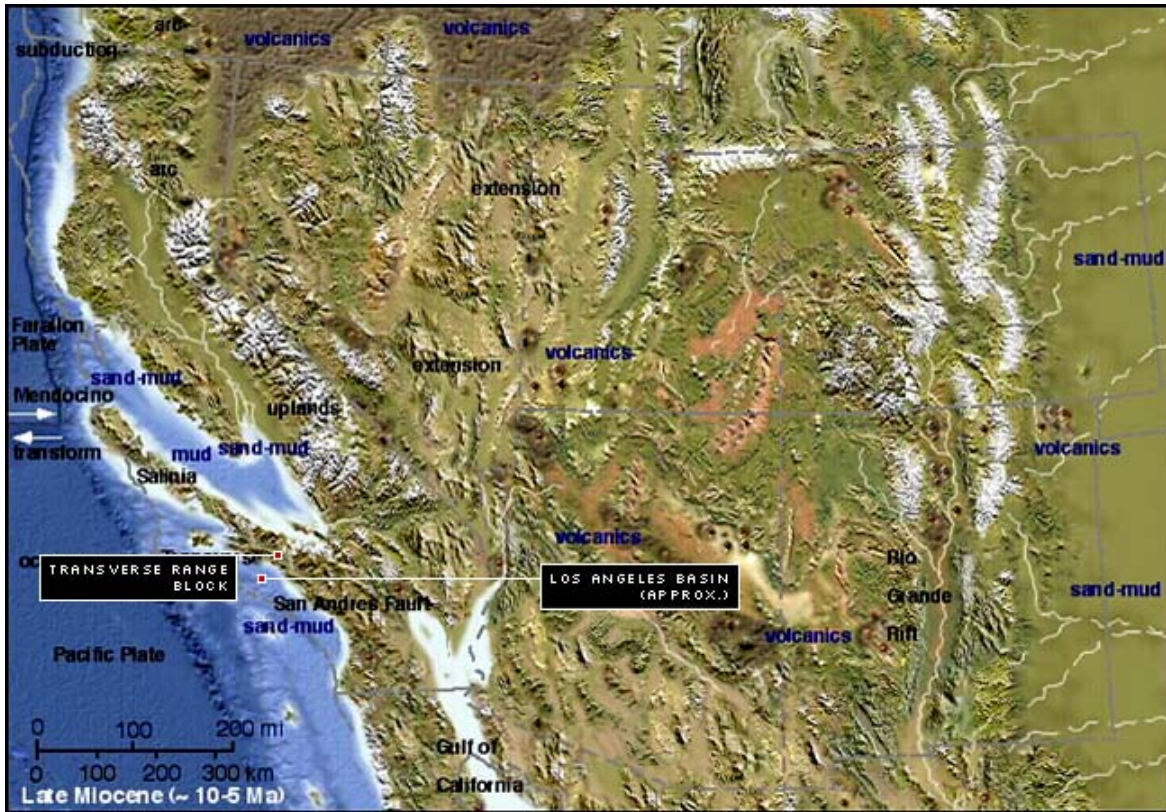 arc-
volcanics
volcanics
subduction-
arc
extension
sand-mud
Farallon
Plate
volcanics-
extension
sand-mud
Mendocino
uplands
transform
mud
sand-mud
volcanics
Salinia
volcanics
Rio
TRANSVERSE RANGE
BLOCK
LOS ANGELES BASIN
(APPROX.)
Grande
sand-mud
San Andres Fault-
sand-mud
volcanics
Rift
Pacific Plate
0 100 200 mi
0 100 200 300 km
Gulf of
California
Late Miocene (~ 10-5 Ma)